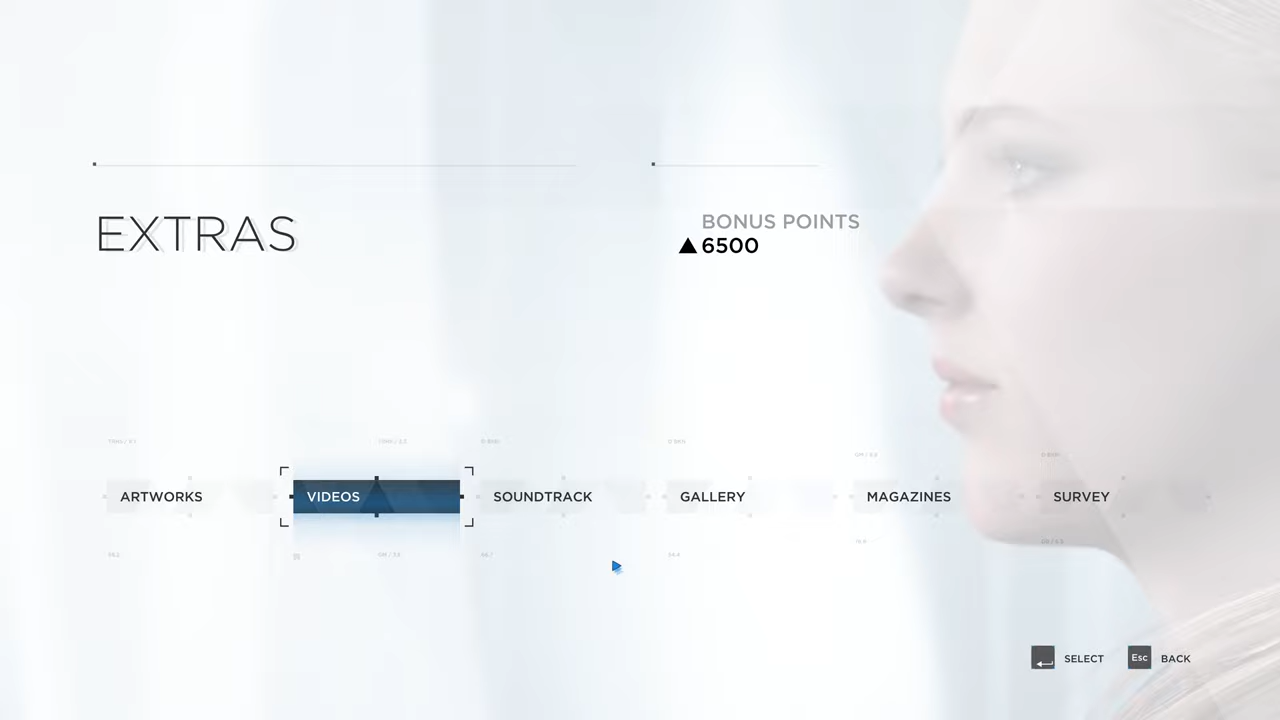 EXTRAS
BONUS POINTS
6500
ARTWORKS
VIDEOS
SOUNDTRACK
GALLERY
MAGAZINES
SURVEY
SELECT
Esc
BACK